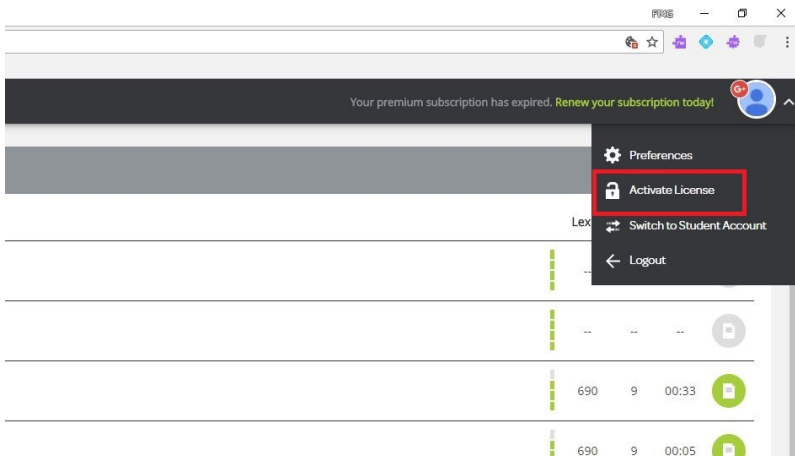 Your premium subscription has expired. Renew your subscription today!
G+
Preferences
Activate License
Lex
Switch to Student Account
Logout
--
-- -- --
690 9 00:33
690 9 00:05